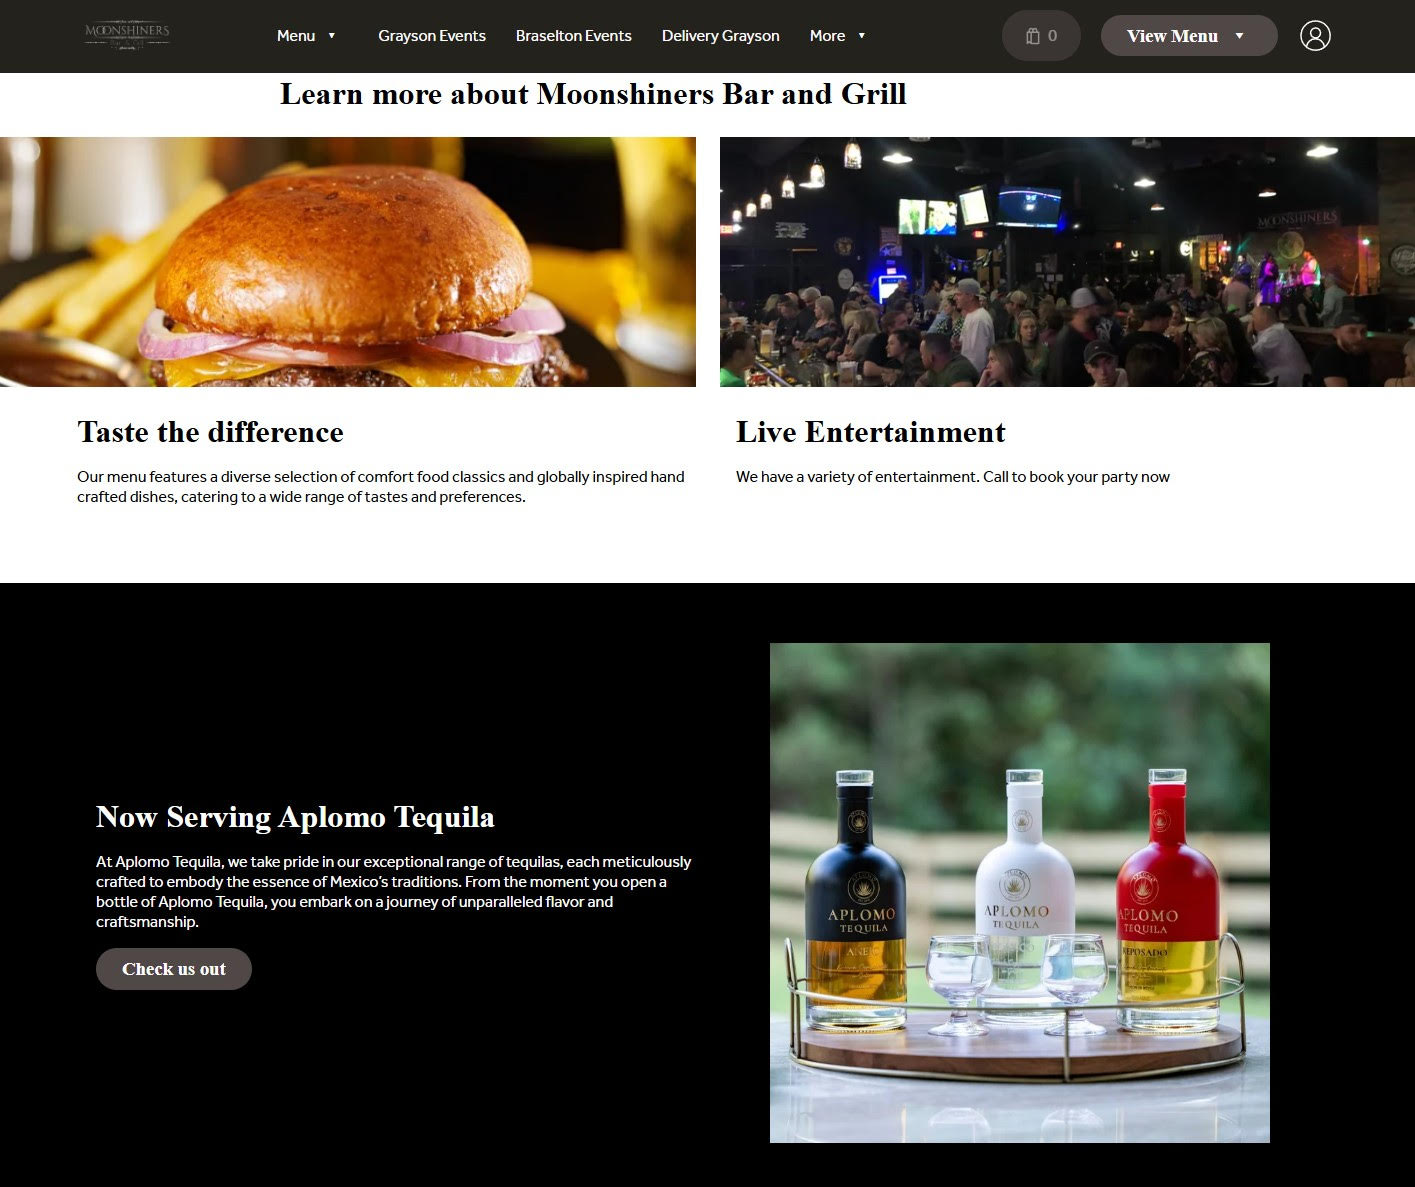 MOONSHINERS
Menu
Grayson Events
Braselton Events
Delivery Grayson
More
0
View Menu
Learn more about Moonshiners Bar and Grill
MOONSHINERS
Taste the difference
Our menu features a diverse selection of comfort food classics and globally inspired hand
crafted dishes, catering to a wide range of tastes and preferences.
Live Entertainment
We have a variety of entertainment. Call to book your party now
Now Serving Aplomo Tequila
At Aplomo Tequila, we take pride in our exceptional range of tequilas, each meticulously
crafted to embody the essence of Mexico’s traditions. From the moment you open a
bottle of Aplomo Tequila, you embark on a journey of unparalleled flavor and
craftsmanship.
Check us out
APLOMO
TEQUILA
AÑEJO
APLOMO
TEQUILA
APLOMO
TEQUILA
REPOSADO